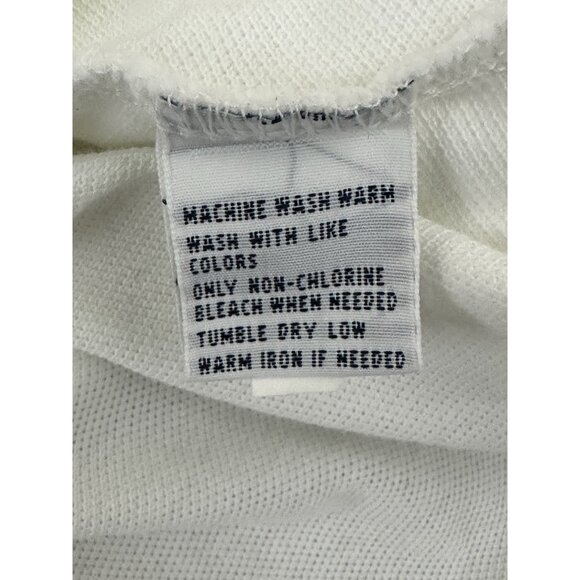 MACHINE WASH WARM
WASH WITH LIKE
COLORS
ONLY NON-CHLORINE
BLEACH WHEN NEEDED
TUMBLE DRY LOW
WARM IRON IF NEEDED